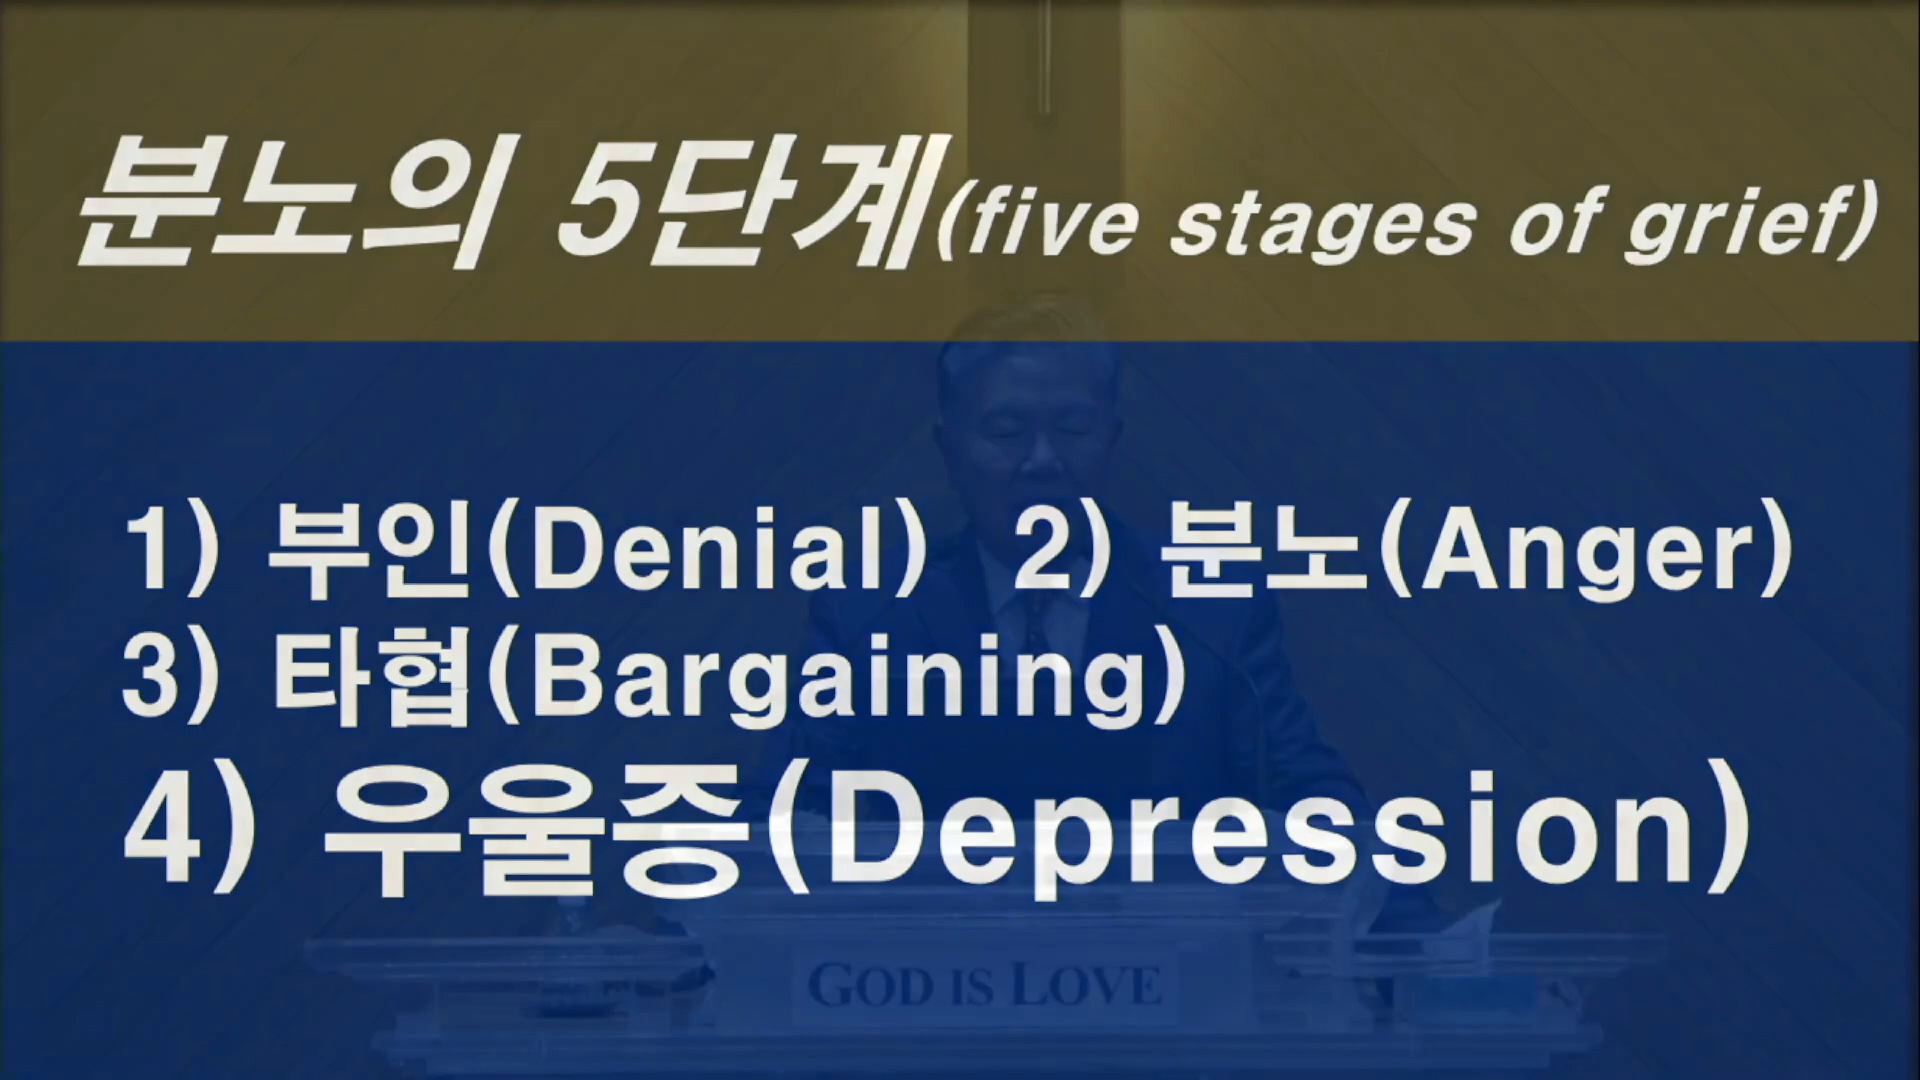 분노의 5단계(five stages of grief)
1) 부인(Denial) 2) 분노(Anger)
3) 타협(Bargaining)
4) 우울증(Depression)
GOD IS LOVE